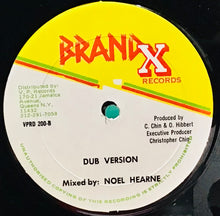 BRAND X
RECORDS
Distributed by:
V. P. Records
170-21 Jamaica
Avenue,
Queens, N.Y.
11432
212-291-7058
VPRD 200-B
Produced by
C. Chin & O. Hibbert
Executive Producer
Christopher Chin
DUB VERSION
Mixed by: NOEL HEARNE
UNAUTHORIZED COPYING OF THIS RECORDING IS STRICTLY PROHIBITED